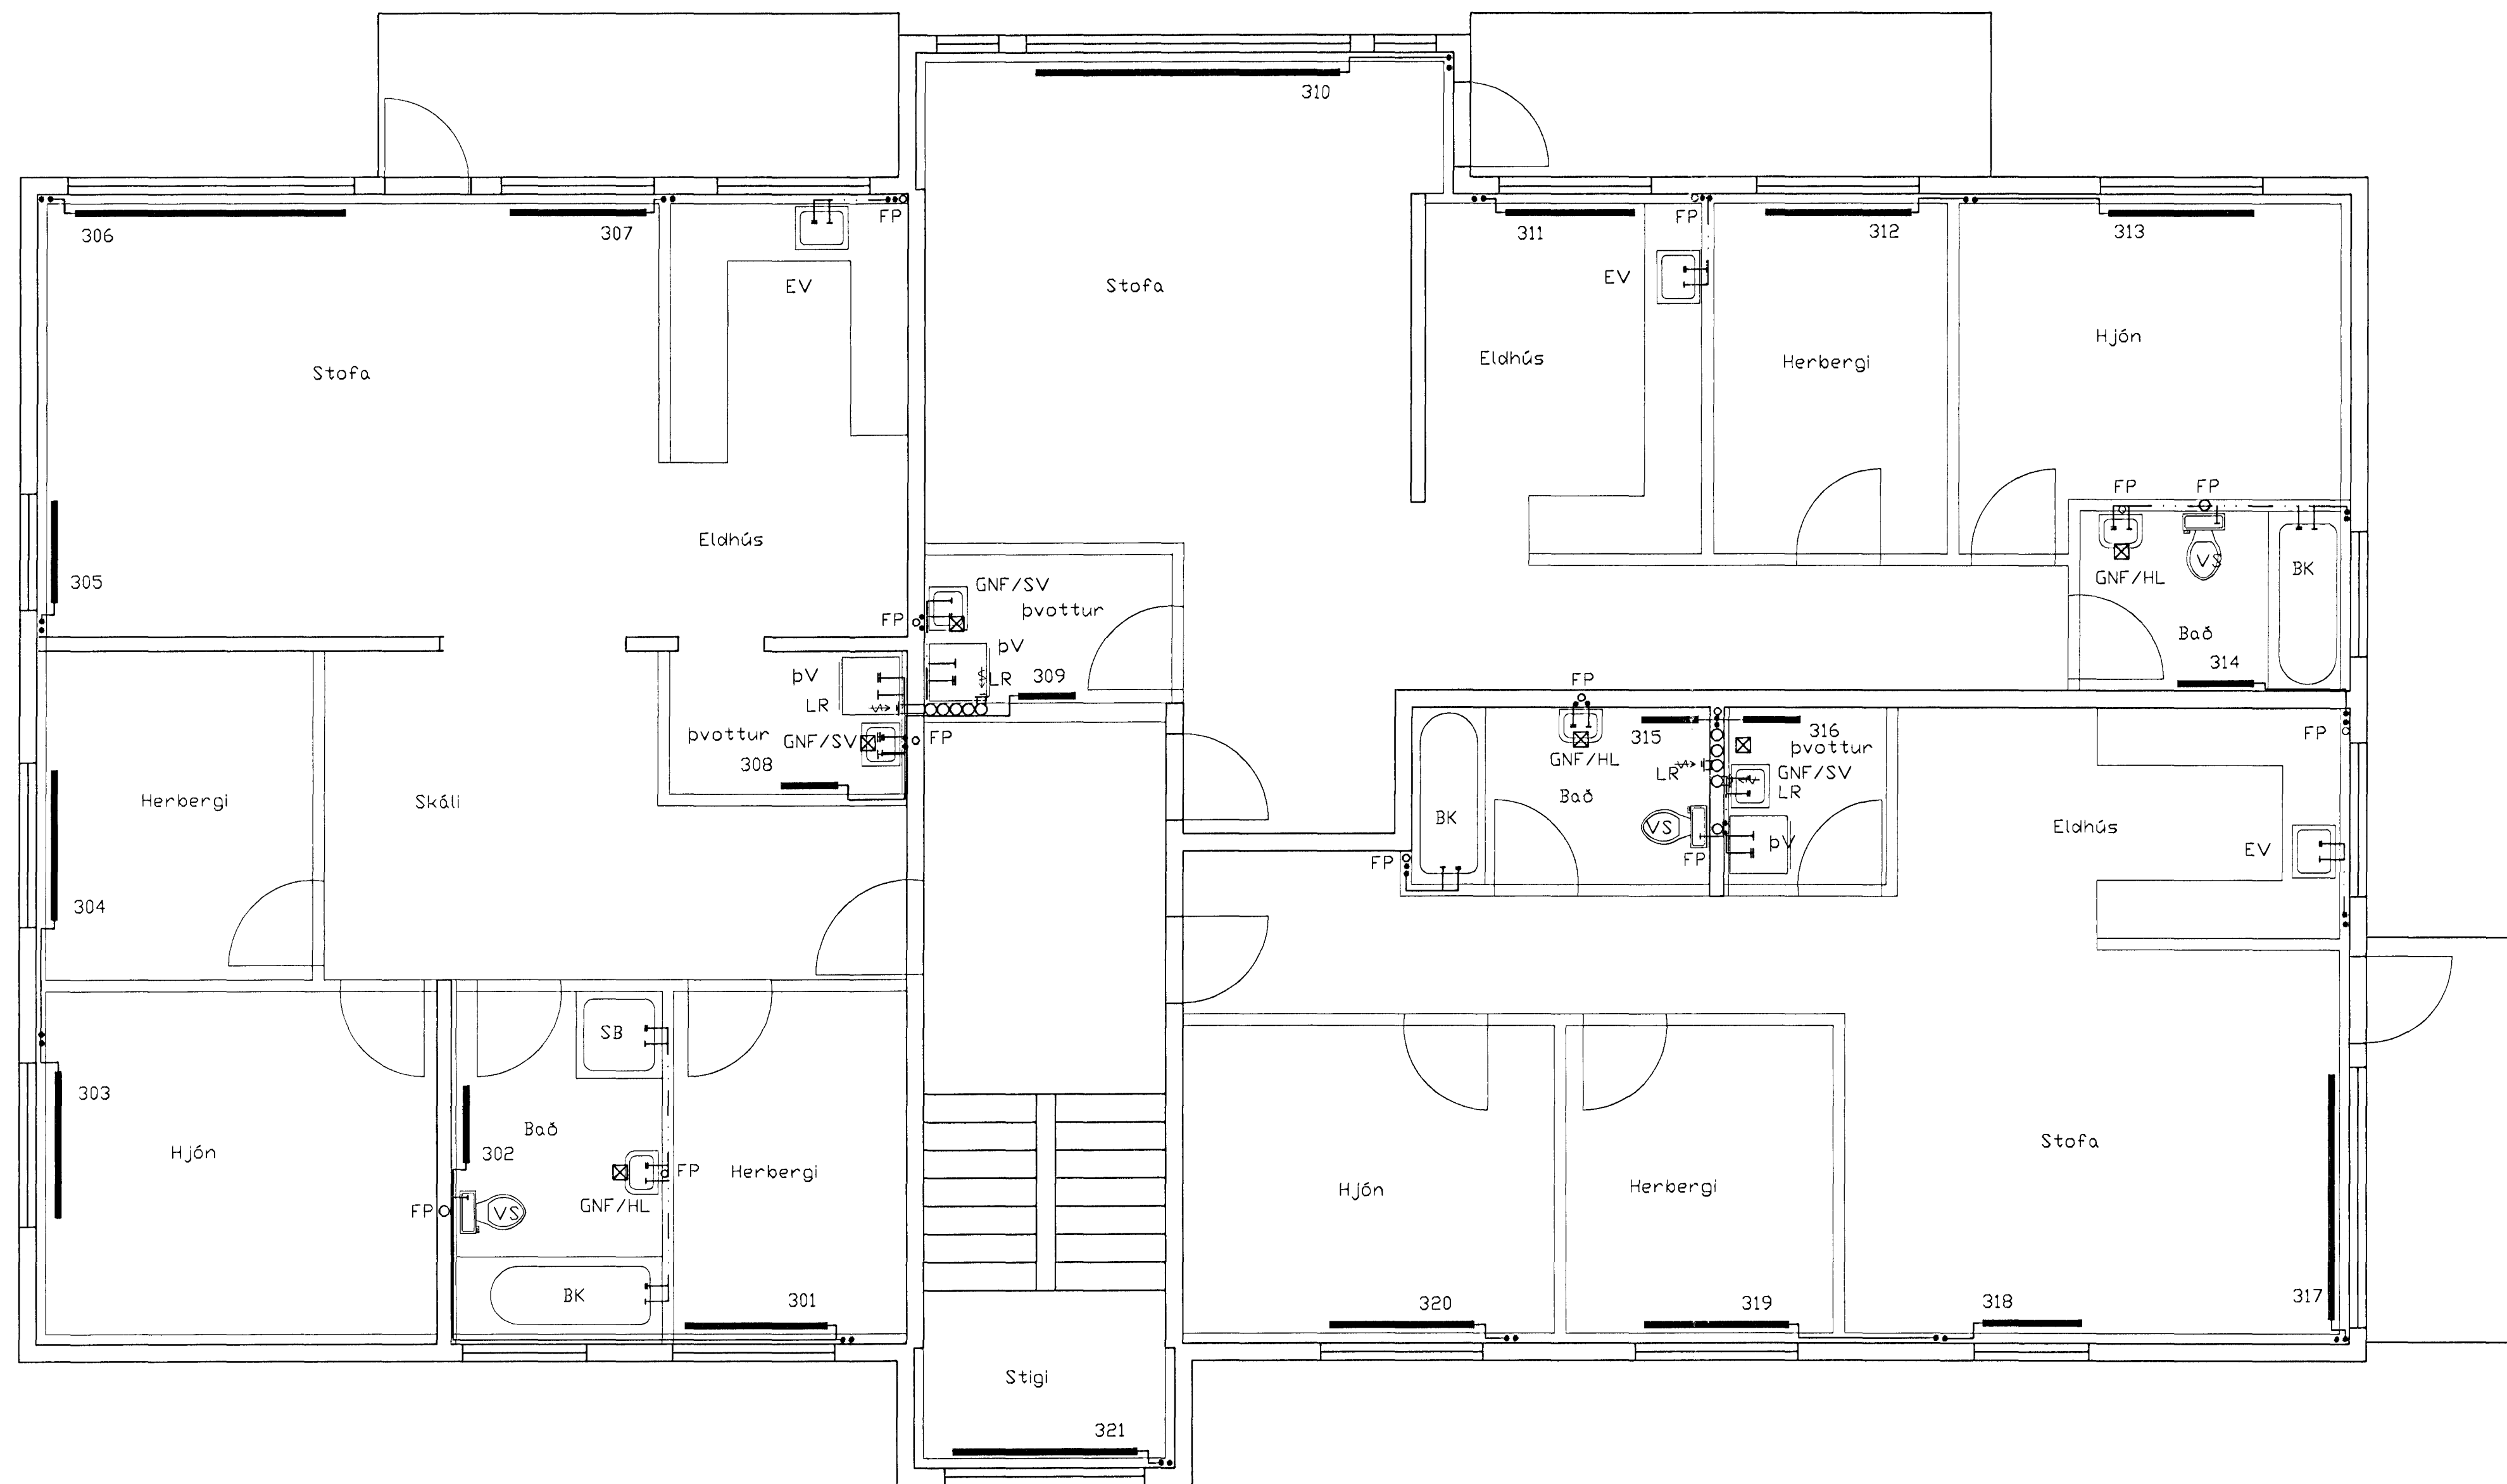 310
306
307
FP
FP
311
312
313
EV
EV
Stofa
Stofa
Eldhús
Herbergi
Hjón
FP
FP
Eldhús
305
GNF/SV
þvottur
FP
GNF/HL
VS
BK
Bað
314
þV
LR
309
þV
LR
þvottur
GNF/SV
FP
308
FP
315
316
þvottur
GNF/HL
LR
GNF/SV
LR
Bað
FP
Herbergi
Skáli
BK
VS
FP
þV
FP
Eldhús
EV
304
SB
303
Bað
302
Hjón
FP
Herbergi
GNF/HL
FP
VS
BK
301
Stofa
Hjón
Herbergi
320
319
318
317
Stigi
321